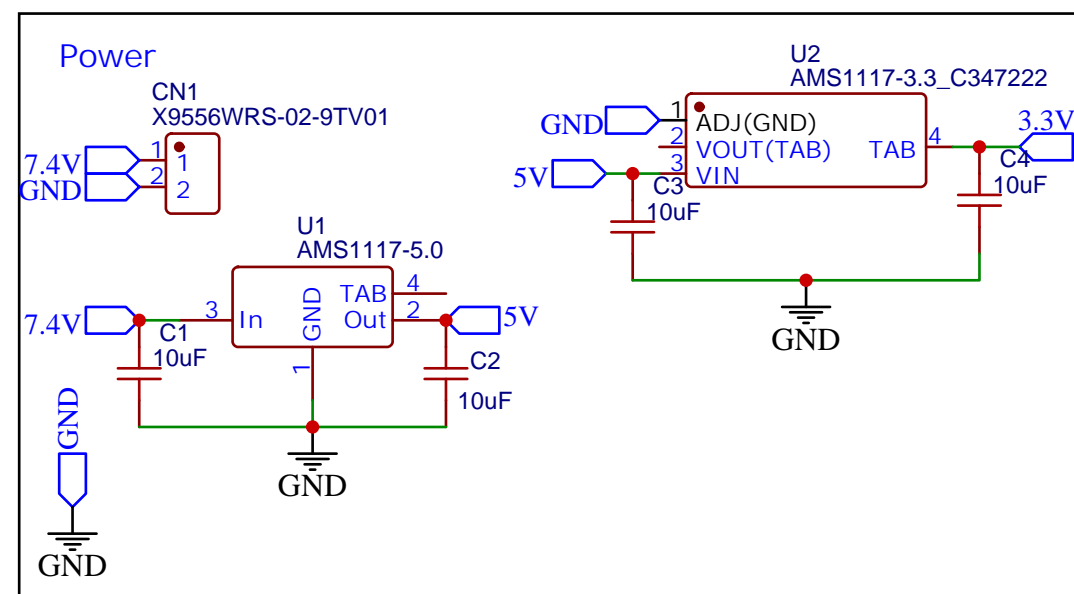 Power
CN1
X9556WRS-02-9TV01
7.4V
1
1
GND
2
2
U1
AMS1117-5.0
7.4V
3
In
GND
1
TAB
4
Out
2
5V
C1
10uF
C2
10uF
GND
GND
GND
U2
AMS1117-3.3_C347222
GND
1
ADJ(GND)
2
VOUT(TAB)
TAB
4
3.3V
5V
3
VIN
C3
10uF
C4
10uF
GND